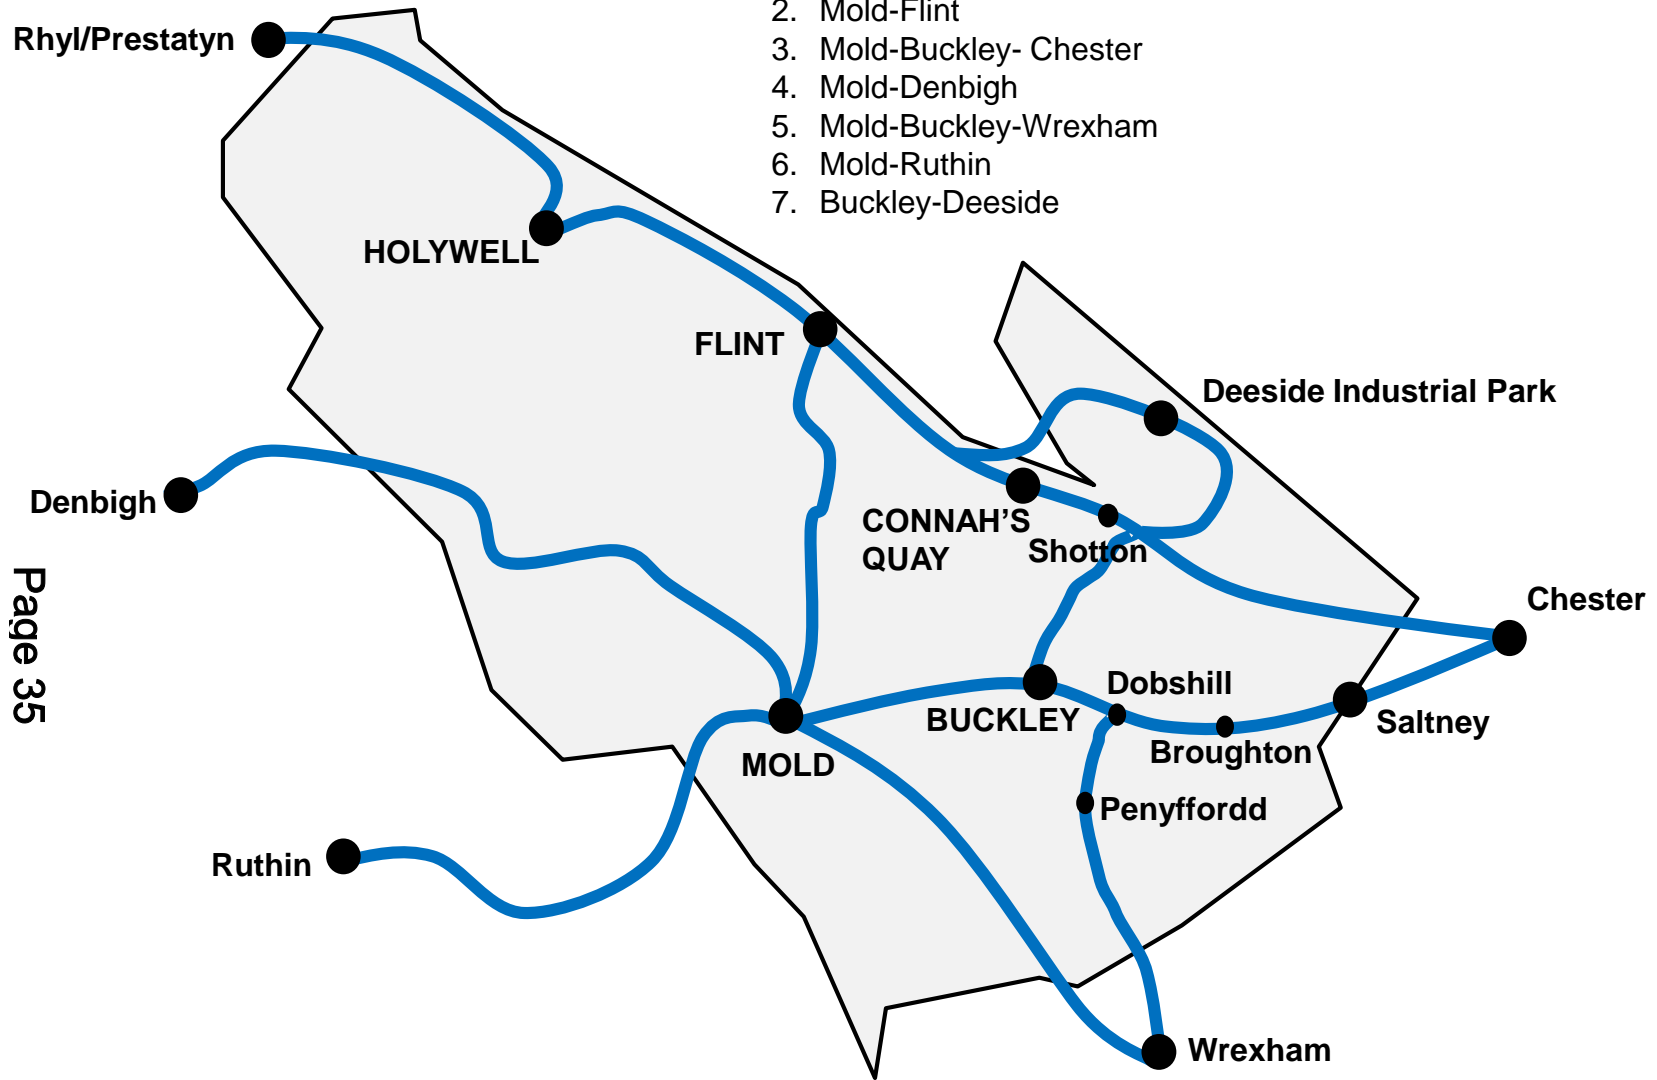 2. Mold-Flint
3. Mold-Buckley- Chester
4. Mold-Denbigh
5. Mold-Buckley-Wrexham
6. Mold-Ruthin
7. Buckley-Deeside
Rhyl/Prestatyn
HOLYWELL
FLINT
Deeside Industrial Park
Denbigh
CONNAH’S
QUAY
Shotton
Chester
Page 35
Dobshill
BUCKLEY
Saltney
Broughton
MOLD
Penyffordd
Ruthin
Wrexham